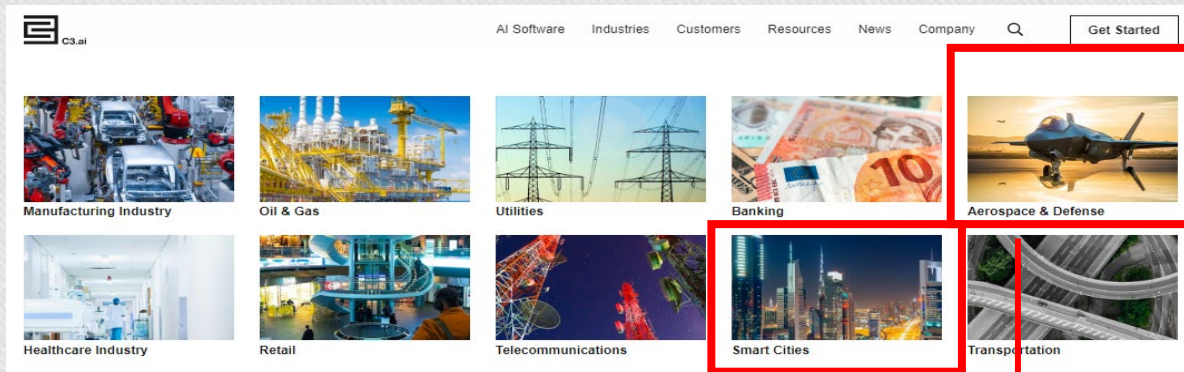 C3.ai
AI Software Industries Customers Resources News Company Get Started
Manufacturing Industry Oil & Gas Utilities Banking Aerospace & Defense
10
Healthcare Industry Retail Telecommunications Smart Cities Transportation